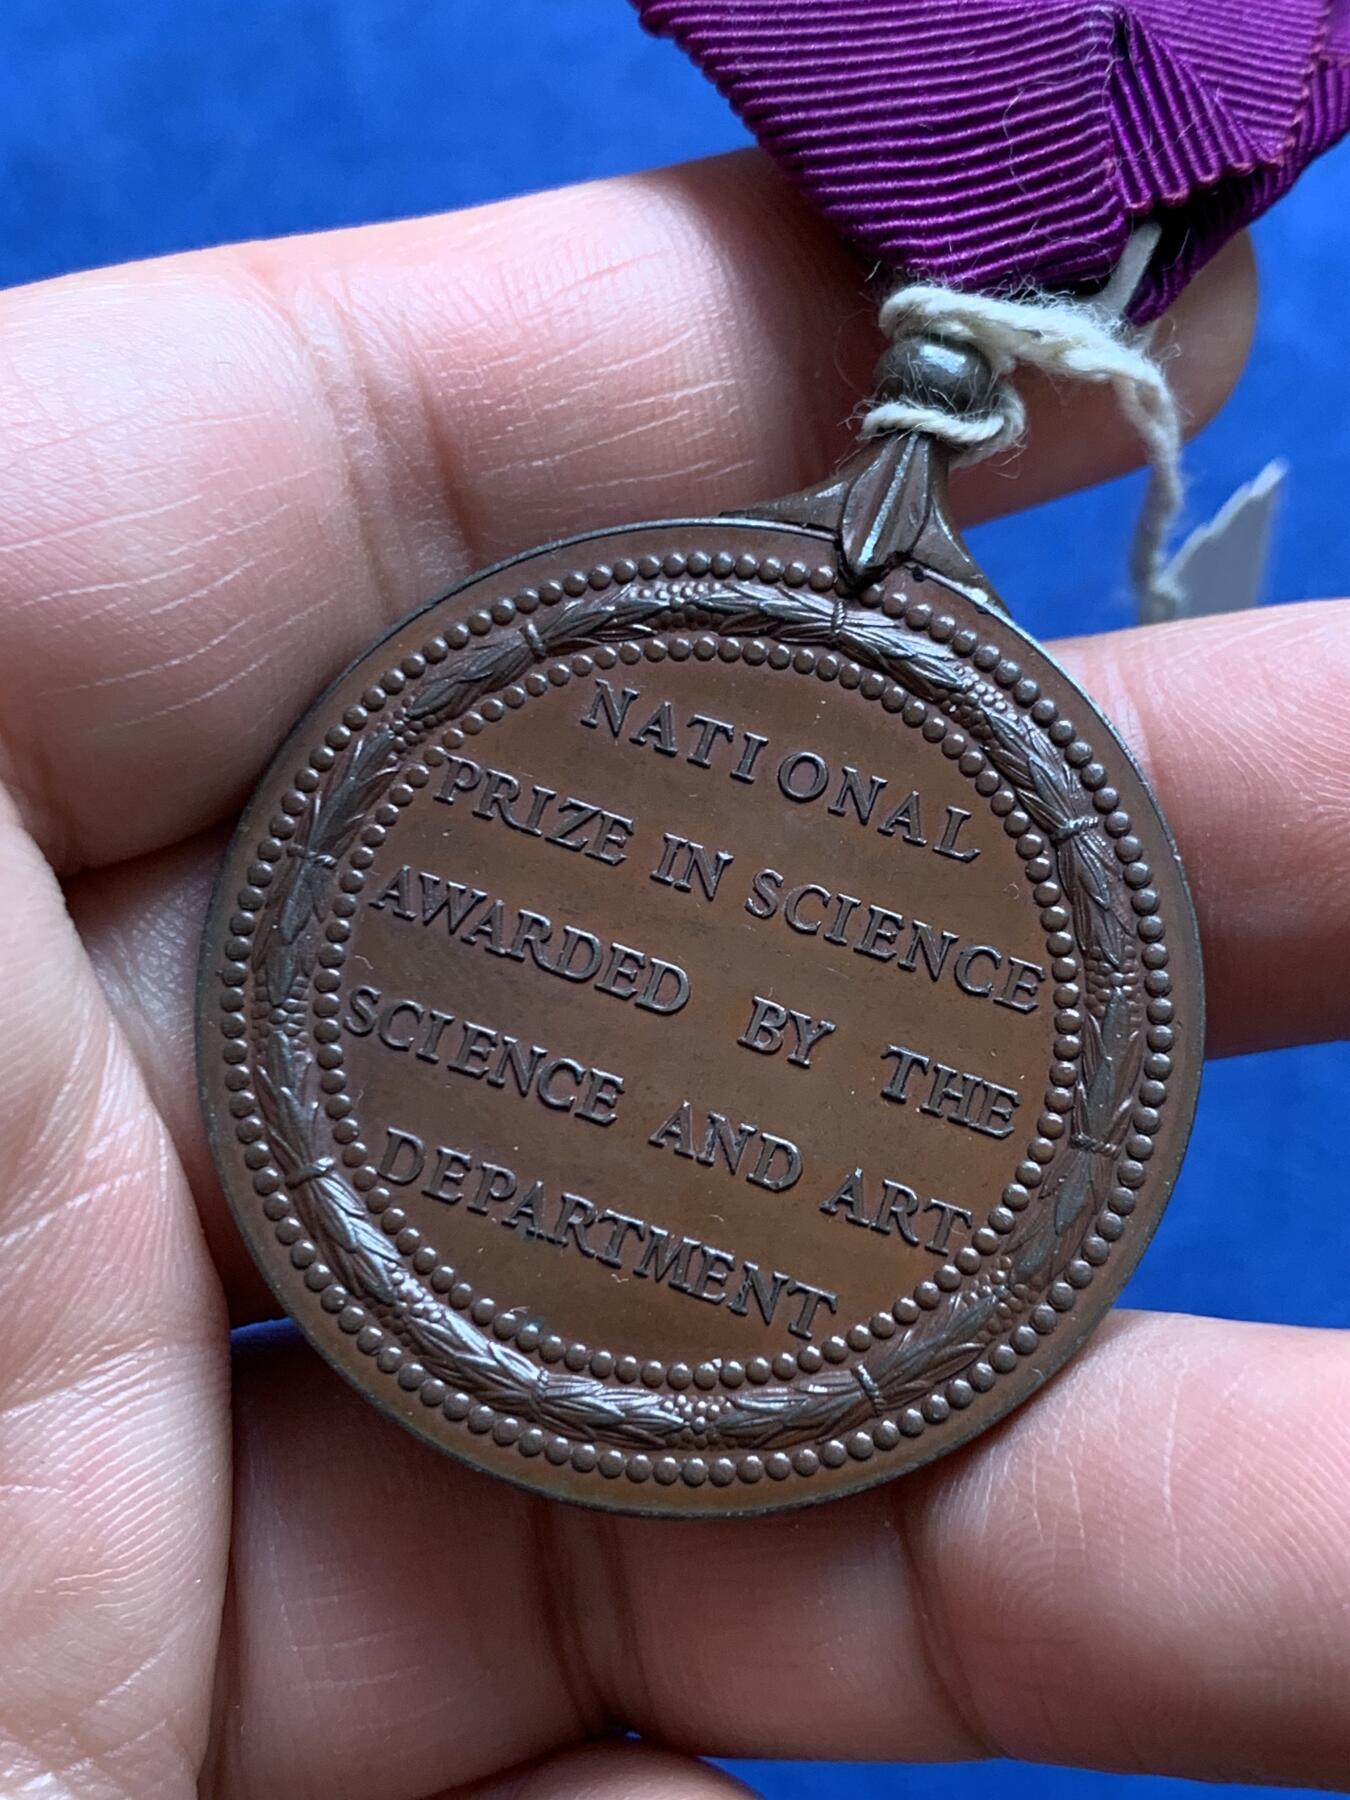 NATIONAL
PRIZE IN SCIENCE
AWARDED BY THE
SCIENCE AND ART
DEPARTMENT